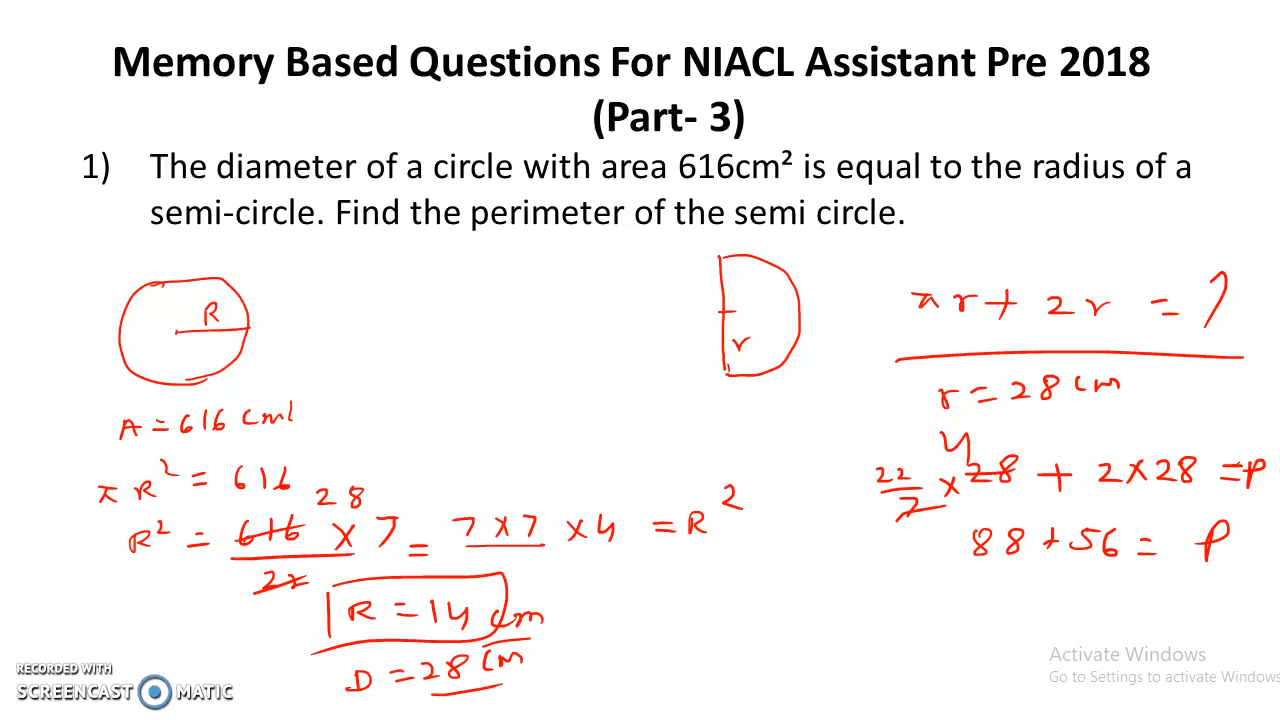 Memory Based Questions For NIACL Assistant Pre 2018
(Part- 3)
1) The diameter of a circle with area 616cm² is equal to the radius of a
semi-circle. Find the perimeter of the semi circle.
R
r
πr + 2r = ?
r = 28 cm
A = 616 cm
πR² = 616
28
R² = 616 × 7 = 7 × 7 × 4 = R²
22
R = 14 cm
D = 28 cm
4
22/7 × 28 + 2 × 28 = P
88 + 56 = P
RECORDED WITH
SCREENCAST MATIC
Activate Windows
Go to Settings to activate Windows